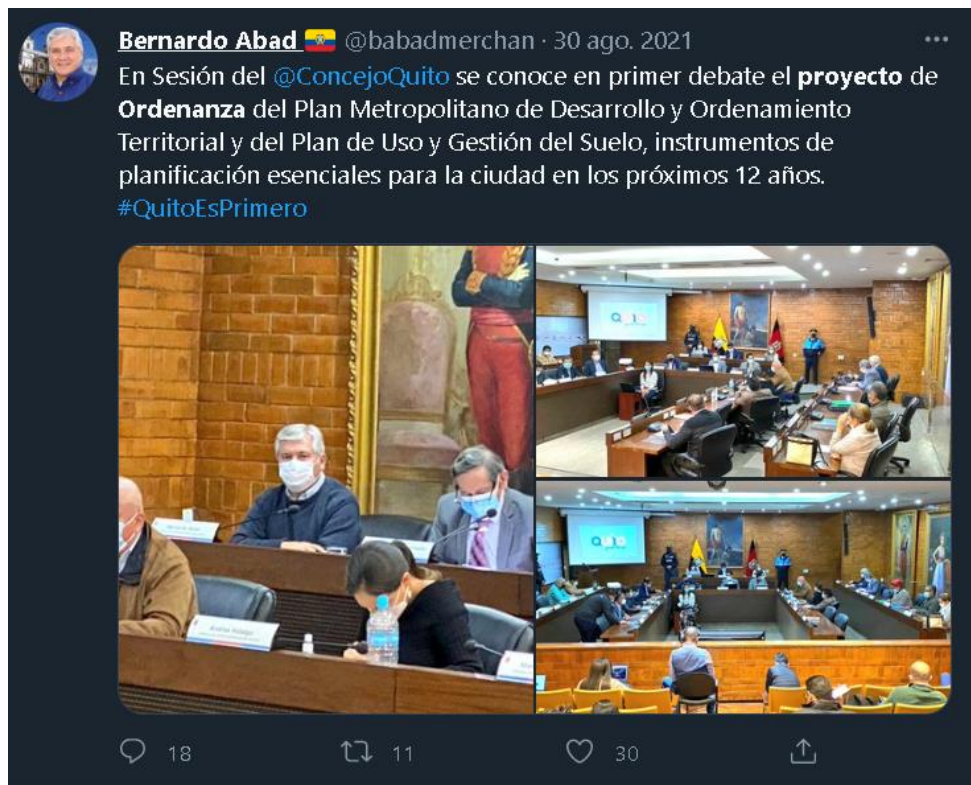 Bernardo Abad 🇪🇨 @babadmerchan · 30 ago. 2021
En Sesión del @ConcejoQuito se conoce en primer debate el proyecto de
Ordenanza del Plan Metropolitano de Desarrollo y Ordenamiento
Territorial y del Plan de Uso y Gestión del Suelo, instrumentos de
planificación esenciales para la ciudad en los próximos 12 años.
#QuitoEsPrimero
Quito
Andrea Hidalgo
Quito
18 11 30